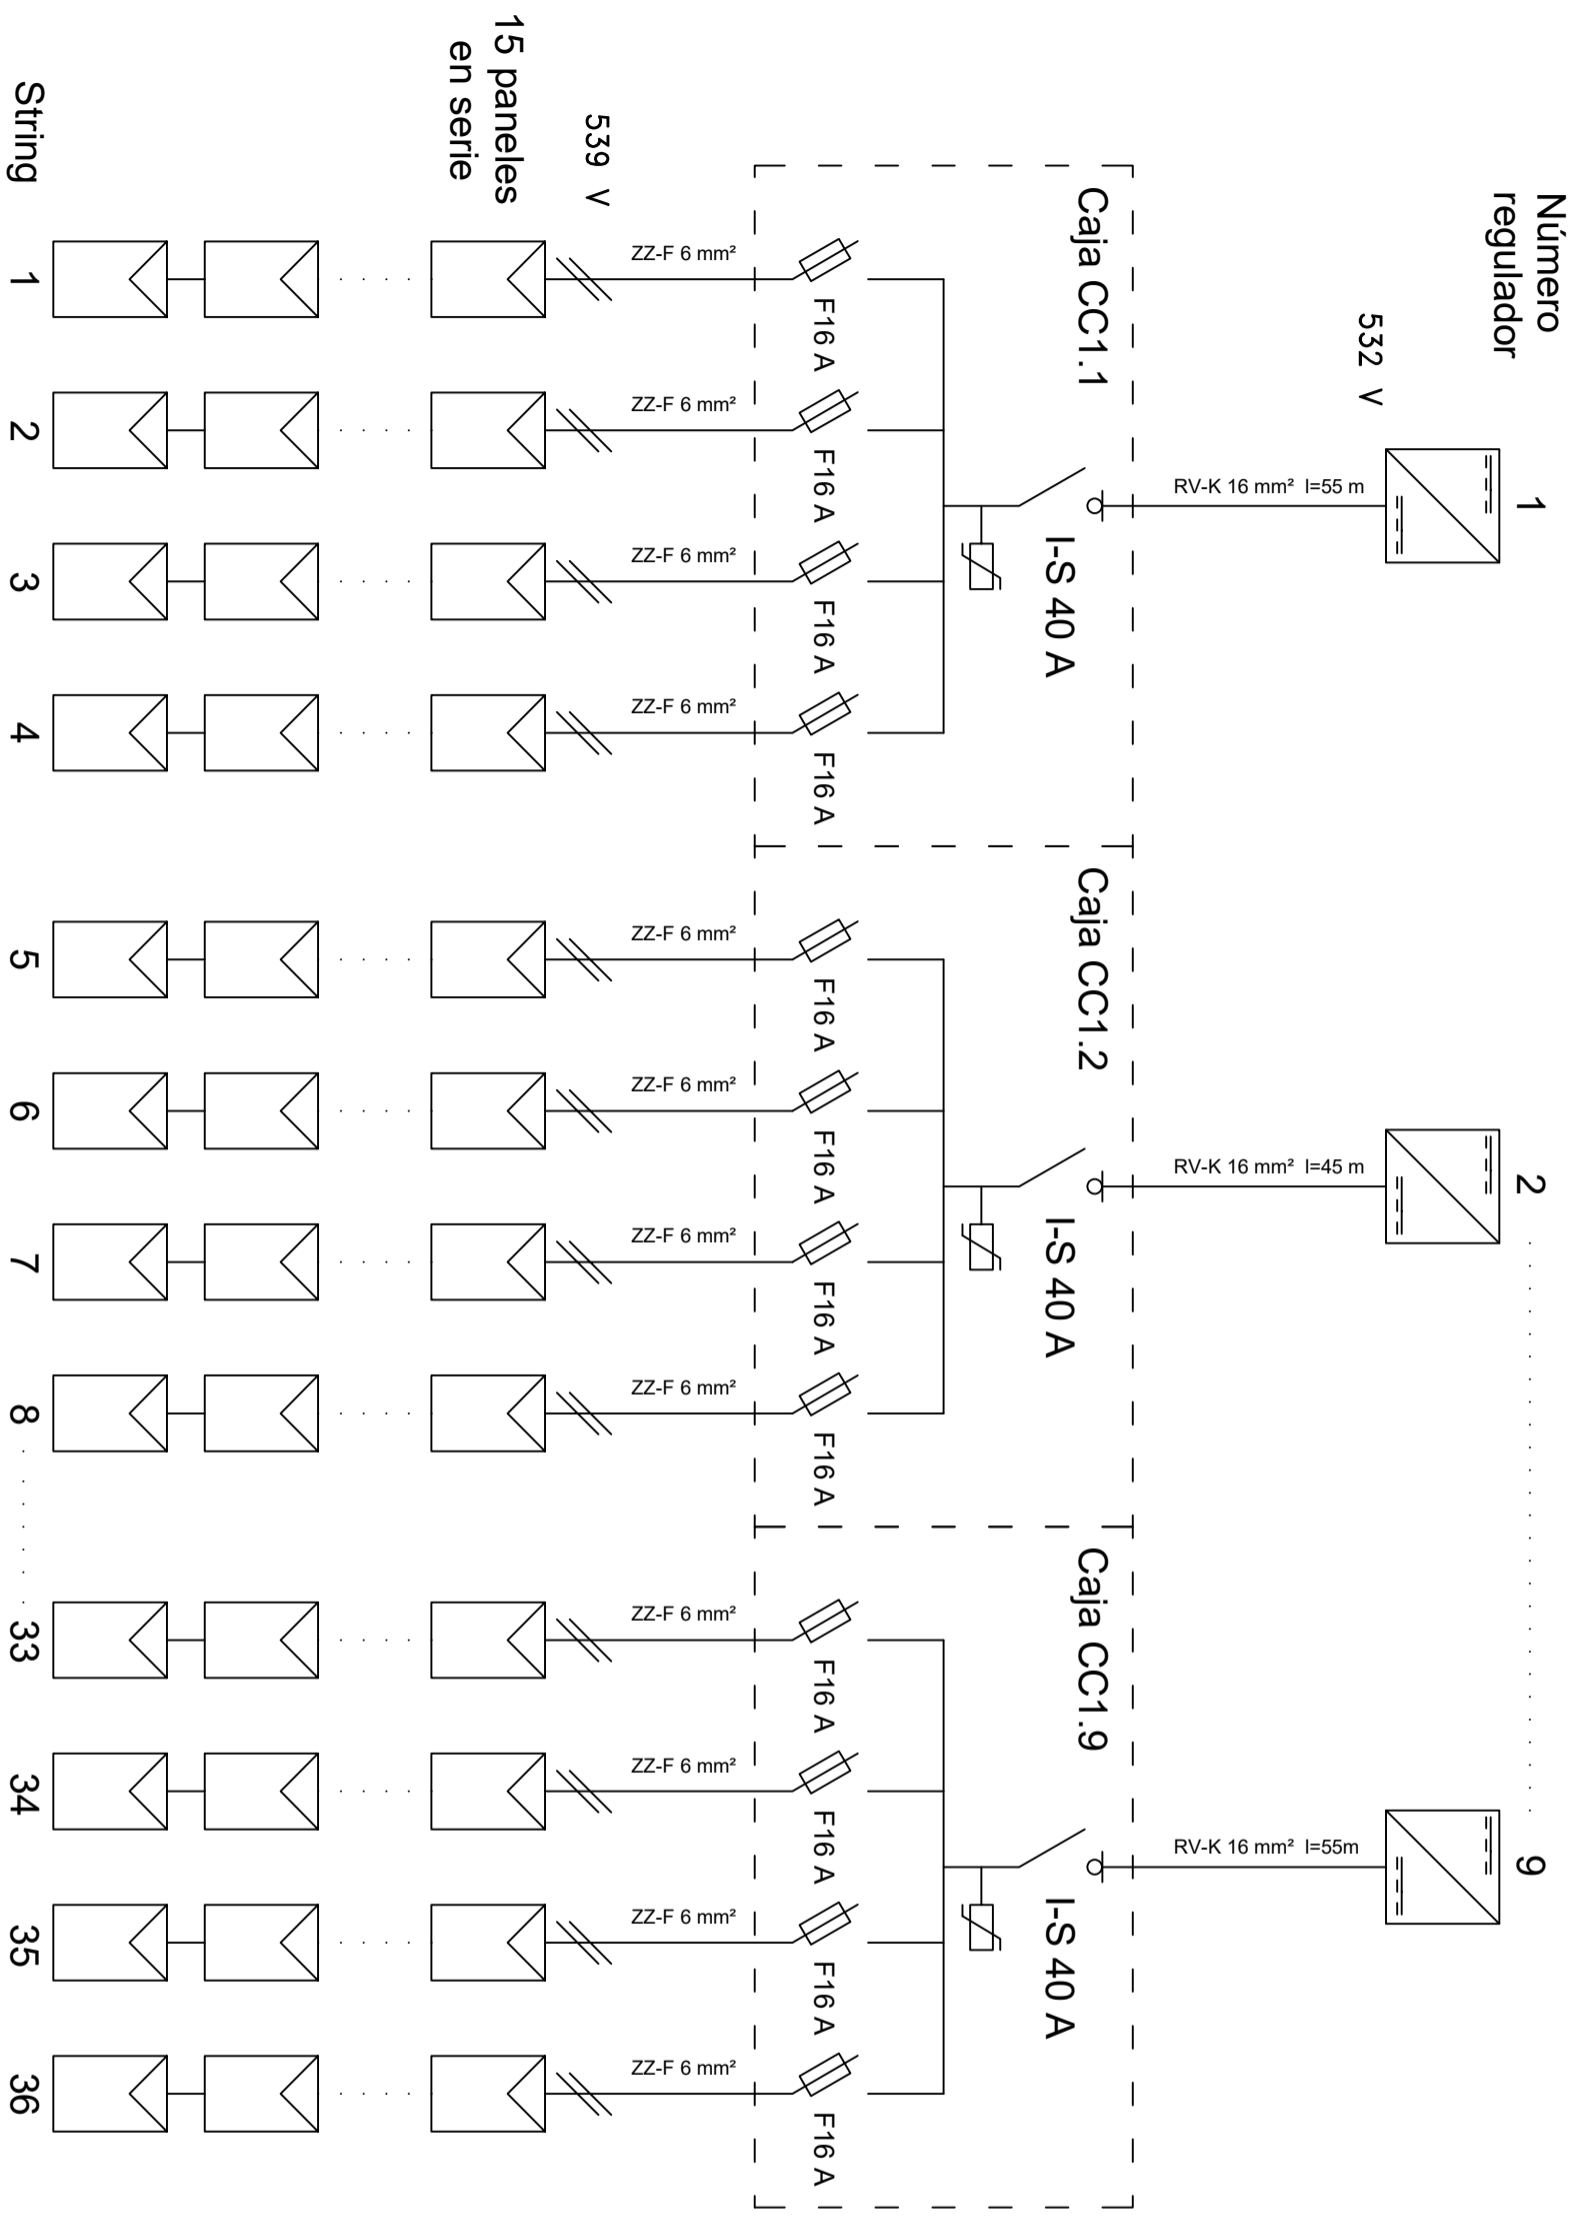 Número
regulador
1
2
9
532 V
RV-K 16 mm² l=55 m
RV-K 16 mm² l=45 m
RV-K 16 mm² l=55m
Caja CC1.1
Caja CC1.2
Caja CC1.9
I-S 40 A
I-S 40 A
I-S 40 A
F16 A
F16 A
F16 A
F16 A
F16 A
F16 A
F16 A
F16 A
F16 A
F16 A
F16 A
F16 A
ZZ-F 6 mm²
ZZ-F 6 mm²
ZZ-F 6 mm²
ZZ-F 6 mm²
ZZ-F 6 mm²
ZZ-F 6 mm²
ZZ-F 6 mm²
ZZ-F 6 mm²
ZZ-F 6 mm²
ZZ-F 6 mm²
ZZ-F 6 mm²
ZZ-F 6 mm²
539 V
15 paneles
en serie
String
1
2
3
4
5
6
7
8
33
34
35
36